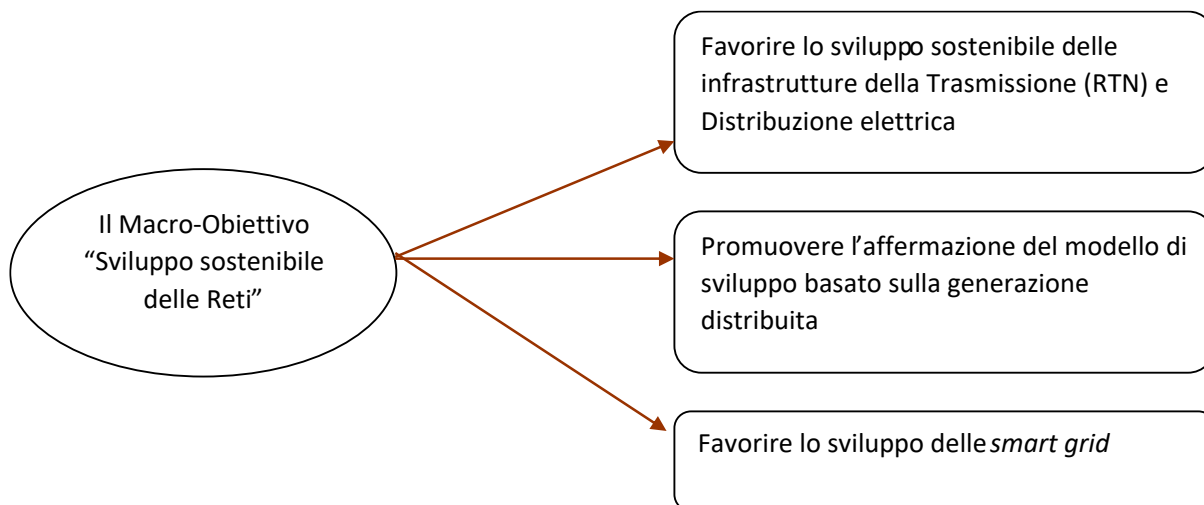 Favorire lo sviluppo sostenibile delle
infrastrutture della Trasmissione (RTN) e
Distribuzione elettrica
Il Macro-Obiettivo
“Sviluppo sostenibile
delle Reti”
Promuovere l’affermazione del modello di
sviluppo basato sulla generazione
distribuita
Favorire lo sviluppo delle smart grid